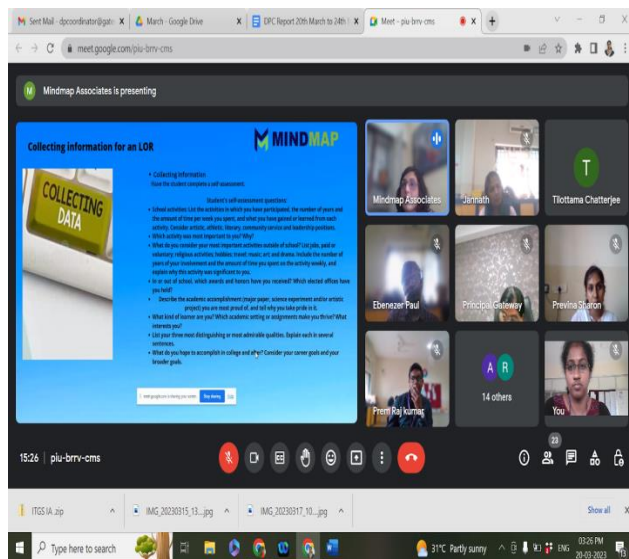 Sent Mail - dpcoordinator@gate
March - Google Drive
DPC Report 20th March to 24th
Meet - piu-brrv-cms
meet.google.com/piu-brrv-cms
M
Mindmap Associates is presenting
Collecting information for an LOR
MINDMAP
COLLECTING
DATA
• Collecting Information
Have the student complete a self-assessment.
Student's self-assessment questions:
• School activities: List the activities in which you have participated, the number of years and
the amount of time per week you spent, and what you have gained or learned from each
activity. Consider artistic, athletic, literary, community service and leadership positions.
• Which activity was most important to you? Why?
• What do you consider your most important activities outside of school? List jobs, paid or
voluntary; religious activities; hobbies; travel; music; art; and drama. Include the number of
years of your involvement and the amount of time you spent on the activity weekly, and
explain why this activity was significant to you.
• In or out of school, which awards and honors have you received? Which elected offices have
you held?
• Describe the academic accomplishment (major paper, science experiment and/or artistic
project) you are most proud of, and tell why you take pride in it.
• What kind of learner are you? Which academic setting or assignments make you thrive? What
interests you?
• List your three most distinguishing or most admirable qualities. Explain each in several
sentences.
• What do you hope to accomplish in college and after? Consider your career goals and your
broader goals.
meet.google.com is sharing your screen.
Stop sharing
Hide
Mindmap Associates
Jannath
T
Tilottama Chatterjee
Ebenezer Paul
Principal Gateway
Previna Sharon
Prem Raj kumar
A R
14 others
You
15:26 | piu-brrv-cms
23
ITGS IA .zip
IMG_20230315_13....jpg
IMG_20230317_10....jpg
Show all
Type here to search
31°C Partly sunny
ENG
03:26 PM
20-03-2023